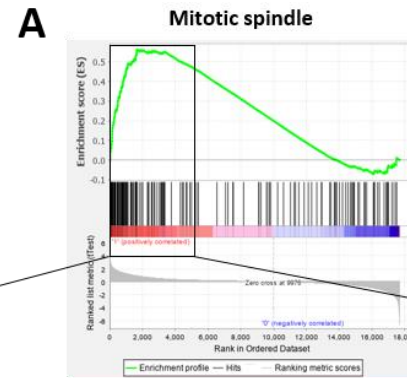 A
Mitotic spindle
Enrichment score (ES)
0.5
0.4
0.3
0.2
0.1
0.0
-0.1
Ranked list metric (tTest)
6
4
2
0
-2
-4
-6
-8
'1' (positively correlated)
Zero cross at 9976
'0' (negatively correlated)
0 2,000 4,000 6,000 8,000 10,000 12,000 14,000 16,000 18,0
Rank in Ordered Dataset
Enrichment profile Hits Ranking metric scores